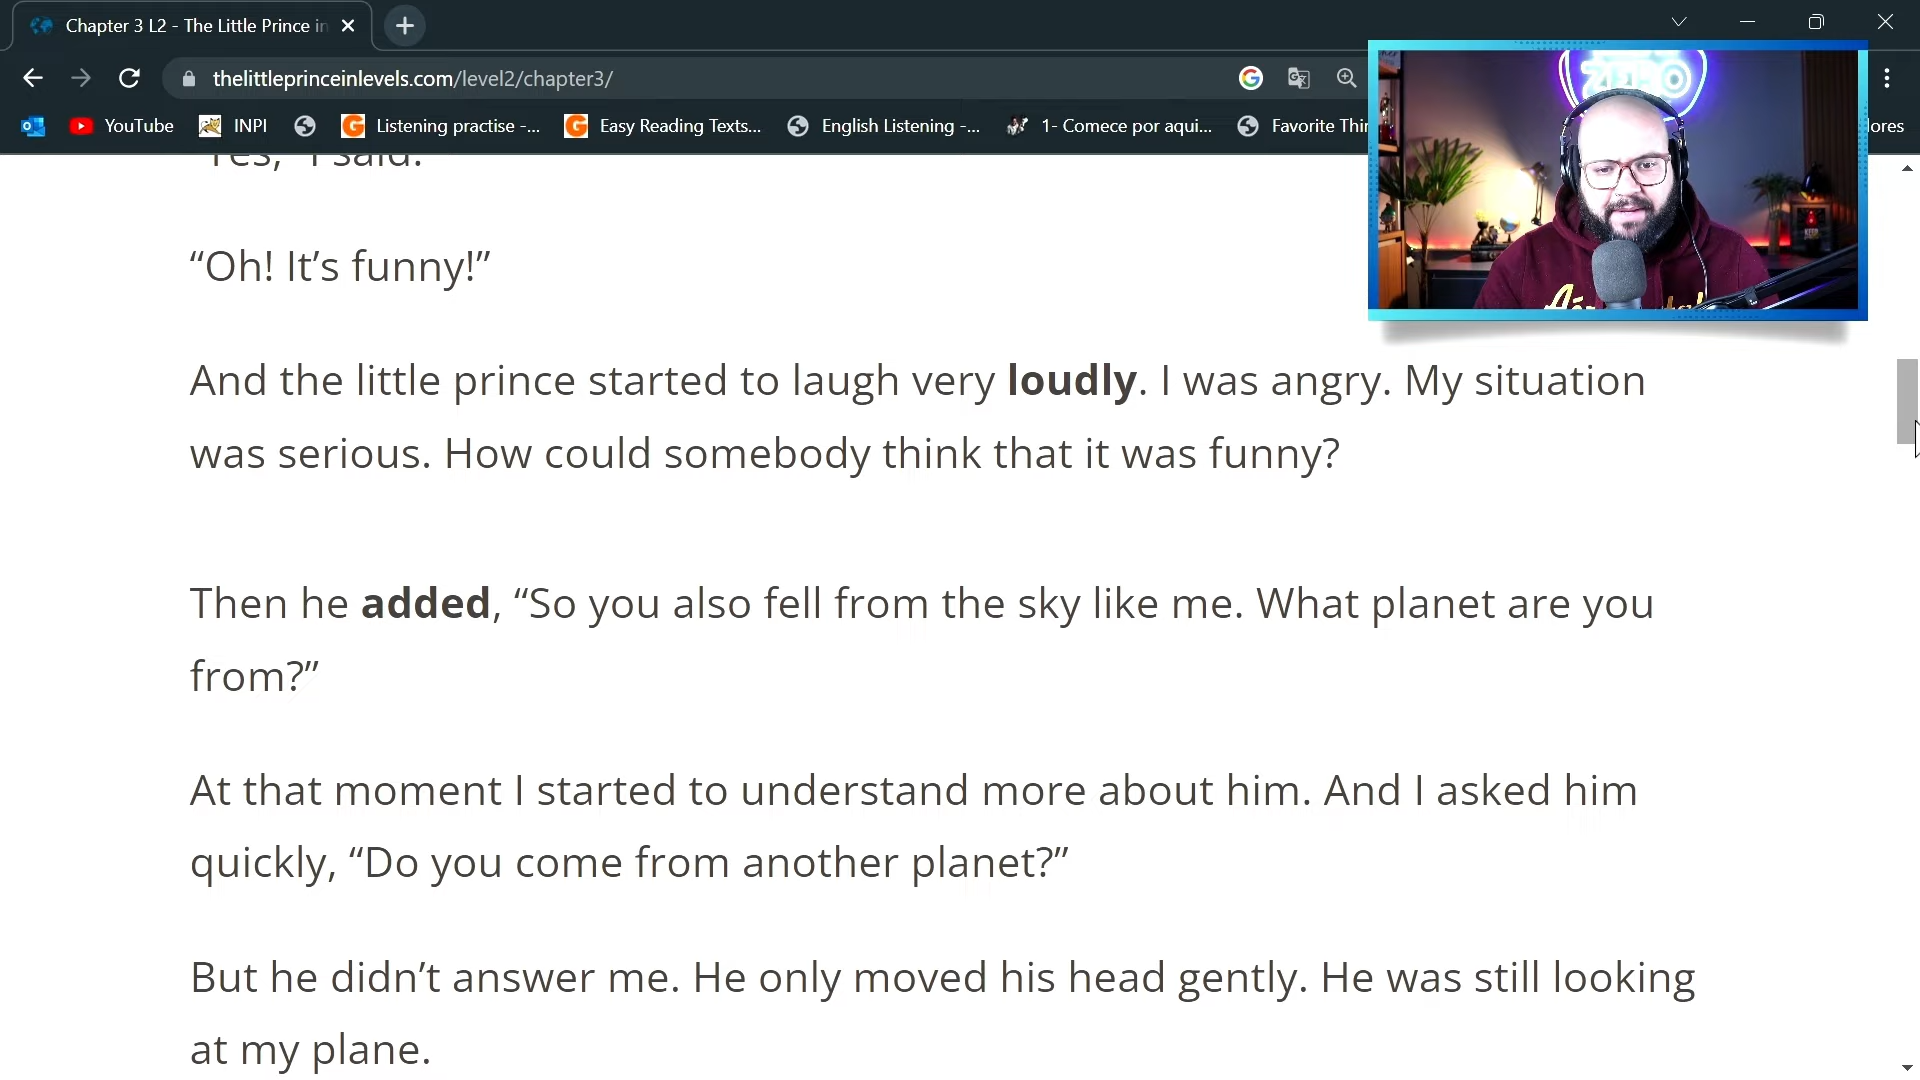 Chapter 3 L2 - The Little Prince in
thelittleprinceinlevels.com/level2/chapter3/
YouTube INPI Listening practise -... Easy Reading Texts... English Listening -... 1- Comece por aqui... Favorite Thin
lores
"Yes," I said.
“Oh! It’s funny!”
And the little prince started to laugh very loudly. I was angry. My situation
was serious. How could somebody think that it was funny?
Then he added, “So you also fell from the sky like me. What planet are you
from?”
At that moment I started to understand more about him. And I asked him
quickly, “Do you come from another planet?”
But he didn’t answer me. He only moved his head gently. He was still looking
at my plane.